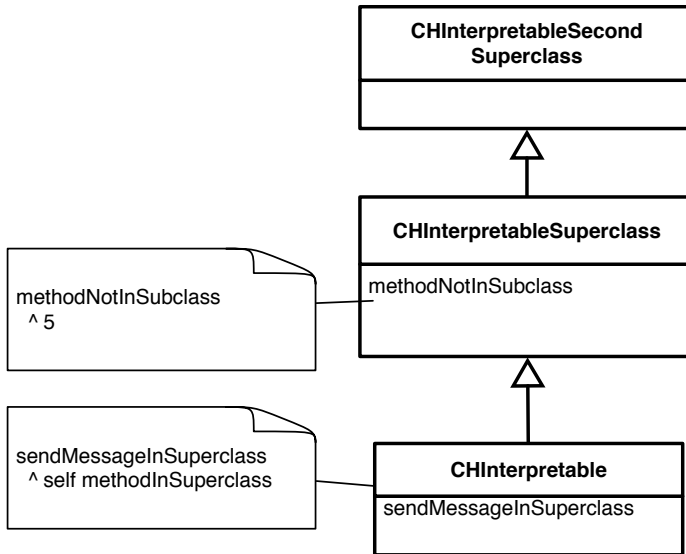 CHInterpretableSecond
Superclass
CHInterpretableSuperclass
methodNotInSubclass
methodNotInSubclass
^ 5
CHInterpretable
sendMessageInSuperclass
sendMessageInSuperclass
^ self methodInSuperclass